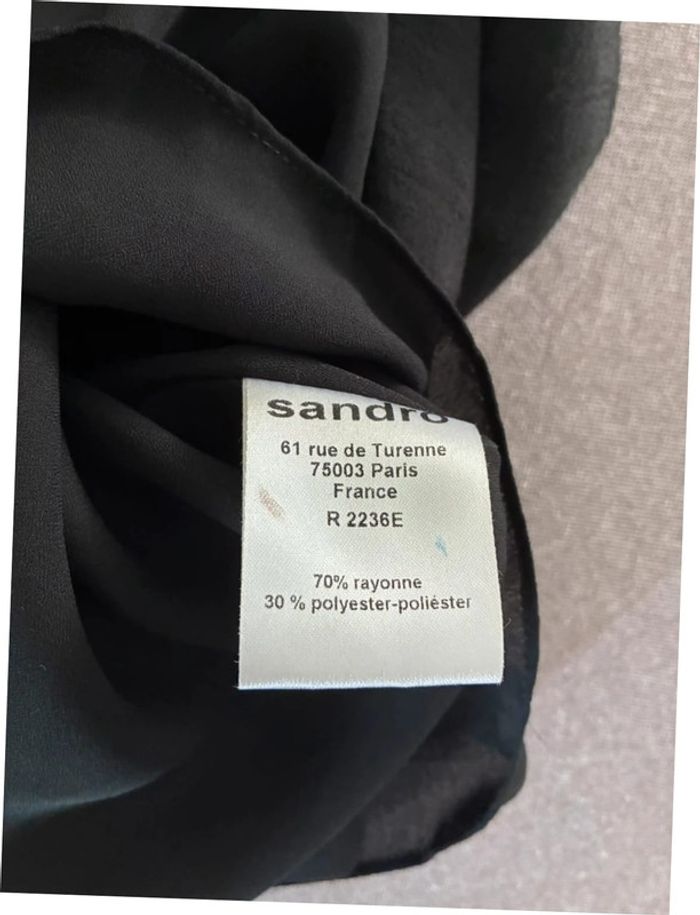 sandro
61 rue de Turenne
75003 Paris
France
R 2236E
70% rayonne
30 % polyester-poliéster